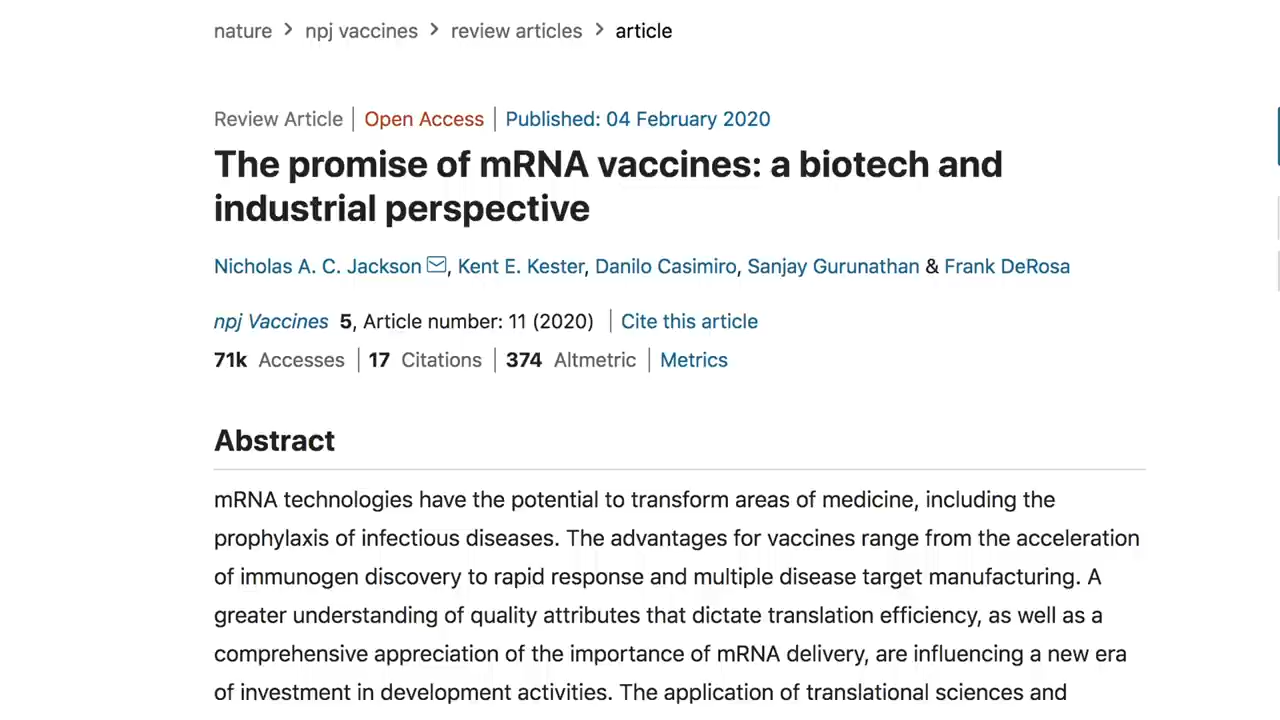 nature > npj vaccines > review articles > article
Review Article | Open Access | Published: 04 February 2020
The promise of mRNA vaccines: a biotech and
industrial perspective
Nicholas A. C. Jackson, Kent E. Kester, Danilo Casimiro, Sanjay Gurunathan & Frank DeRosa
npj Vaccines 5, Article number: 11 (2020) | Cite this article
71k Accesses | 17 Citations | 374 Altmetric | Metrics
Abstract
mRNA technologies have the potential to transform areas of medicine, including the
prophylaxis of infectious diseases. The advantages for vaccines range from the acceleration
of immunogen discovery to rapid response and multiple disease target manufacturing. A
greater understanding of quality attributes that dictate translation efficiency, as well as a
comprehensive appreciation of the importance of mRNA delivery, are influencing a new era
of investment in development activities. The application of translational sciences and